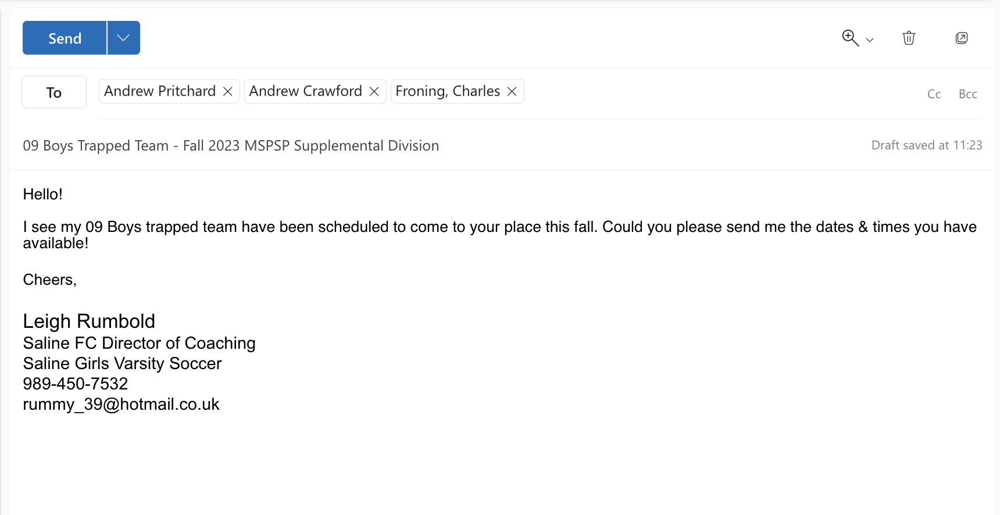 Send
To
Andrew Pritchard Andrew Crawford Froning, Charles
Cc Bcc
09 Boys Trapped Team - Fall 2023 MSPSP Supplemental Division
Draft saved at 11:23
Hello!
I see my 09 Boys trapped team have been scheduled to come to your place this fall. Could you please send me the dates & times you have
available!
Cheers,
Leigh Rumbold
Saline FC Director of Coaching
Saline Girls Varsity Soccer
989-450-7532
rummy_39@hotmail.co.uk